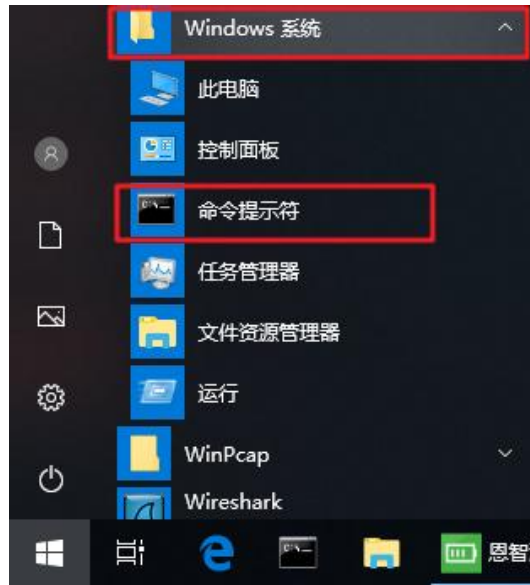 Windows 系统
此电脑
控制面板
命令提示符
任务管理器
文件资源管理器
运行
WinPcap
Wireshark
恩智